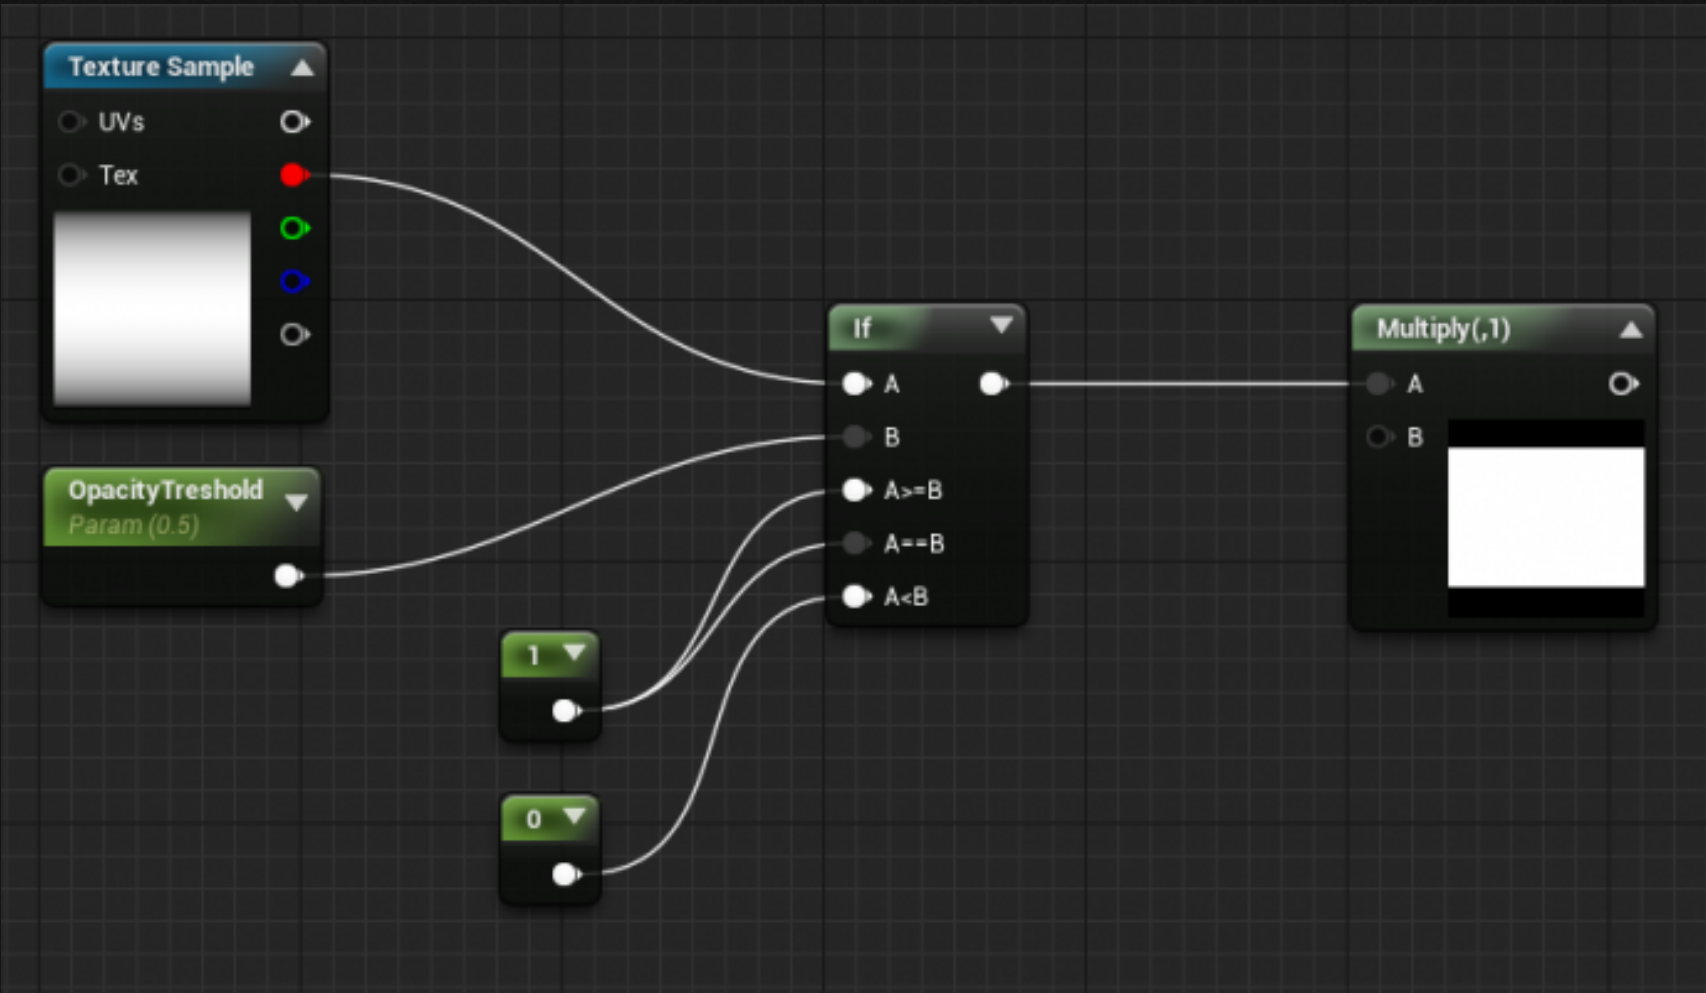 Texture Sample
UVs
Tex
OpacityTreshold
Param (0.5)
1
0
If
A
B
A>=B
A==B
A<B
Multiply(,1)
A
B